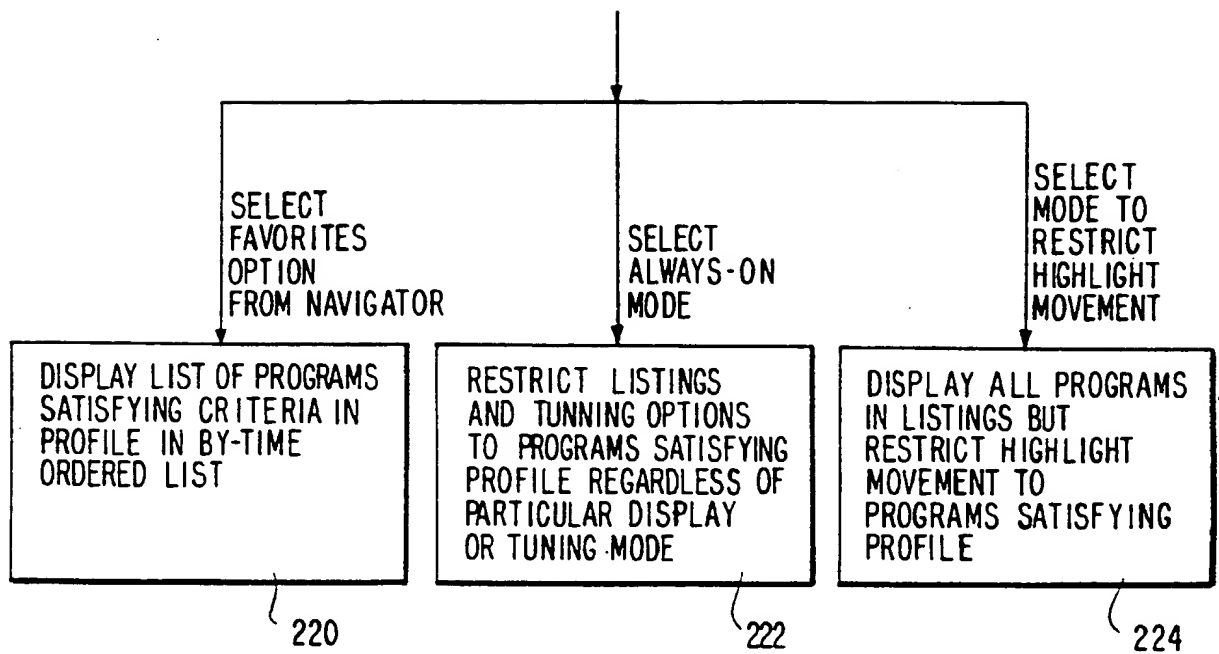 SELECT
FAVORITES
OPTION
FROM NAVIGATOR
SELECT
ALWAYS-ON
MODE
SELECT
MODE TO
RESTRICT
HIGHLIGHT
MOVEMENT
DISPLAY LIST OF PROGRAMS
SATISFYING CRITERIA IN
PROFILE IN BY-TIME
ORDERED LIST
RESTRICT LISTINGS
AND TUNNING OPTIONS
TO PROGRAMS SATISFYING
PROFILE REGARDLESS OF
PARTICULAR DISPLAY
OR TUNING MODE
DISPLAY ALL PROGRAMS
IN LISTINGS BUT
RESTRICT HIGHLIGHT
MOVEMENT TO
PROGRAMS SATISFYING
PROFILE
220
222
224